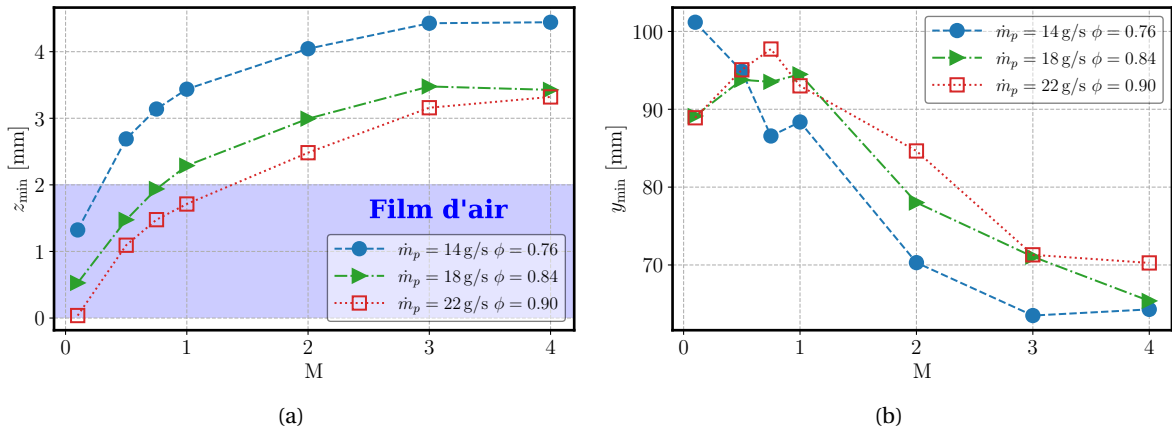 4
3
2
1
0
z_min [mm]
Film d'air
ṁ_p = 14 g/s ϕ = 0.76
ṁ_p = 18 g/s ϕ = 0.84
ṁ_p = 22 g/s ϕ = 0.90
0 1 2 3 4
M
(a)
100
90
80
70
y_min [mm]
ṁ_p = 14 g/s ϕ = 0.76
ṁ_p = 18 g/s ϕ = 0.84
ṁ_p = 22 g/s ϕ = 0.90
0 1 2 3 4
M
(b)